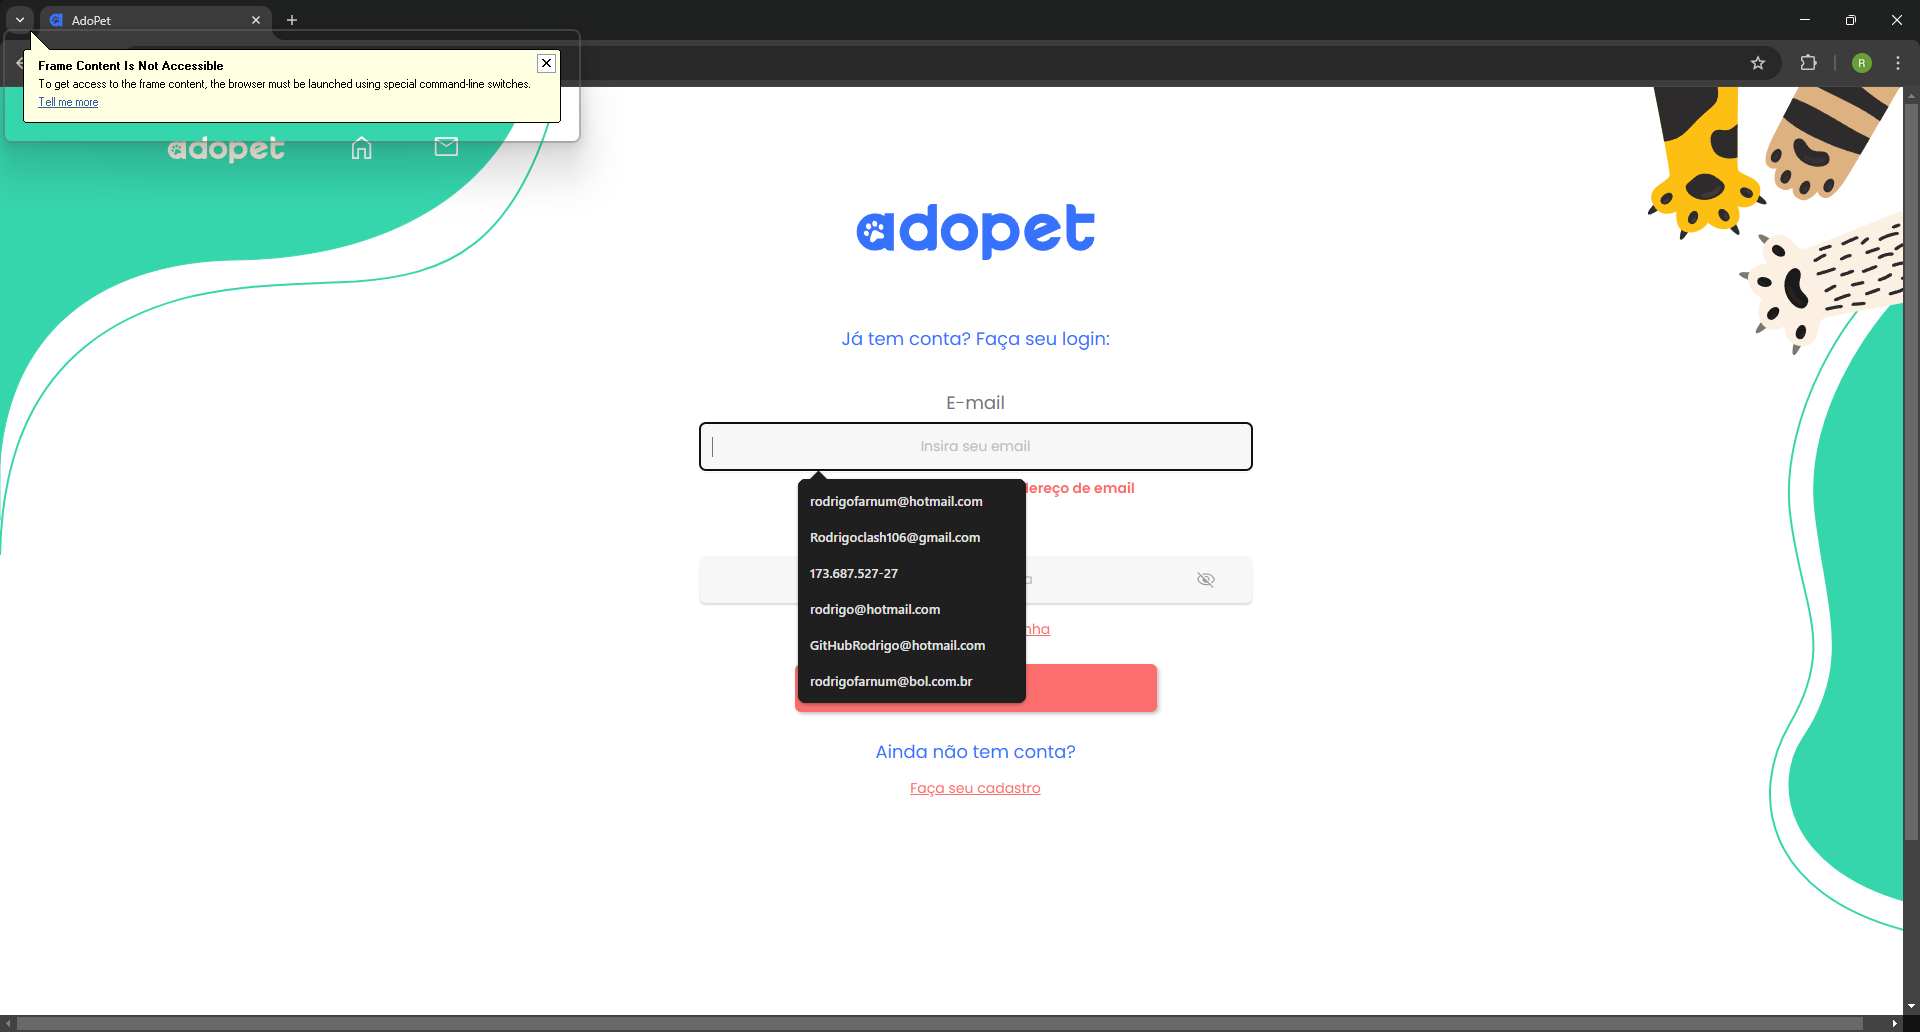 AdoPet
Frame Content Is Not Accessible
To get access to the frame content, the browser must be launched using special command-line switches.
Tell me more
R
adopet
adopet
Já tem conta? Faça seu login:
E-mail
Insira seu email
dereço de email
rodrigofarnum@hotmail.com
Rodrigoclash106@gmail.com
173.687.527-27
rodrigo@hotmail.com
GitHubRodrigo@hotmail.com
rodrigofarnum@bol.com.br
a
nha
Ainda não tem conta?
Faça seu cadastro